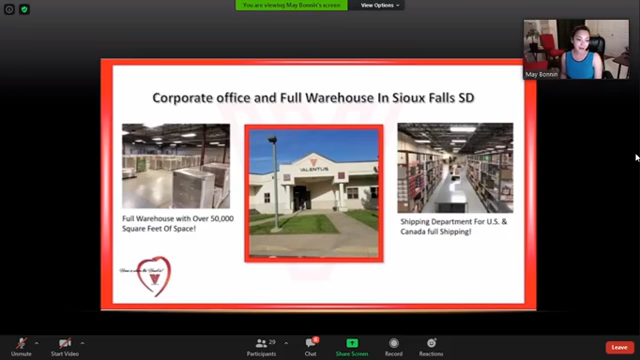 You are viewing May Bonnin's screen
View Options
May Bonnin
Corporate office and Full Warehouse In Sioux Falls SD
VALENTUS
Full Warehouse with Over 50,000
Square Feet Of Space!
Shipping Department For U.S. &
Canada full Shipping!
V
Unmute
Start Video
Participants
29
Chat
Share Screen
Record
Reactions
Leave